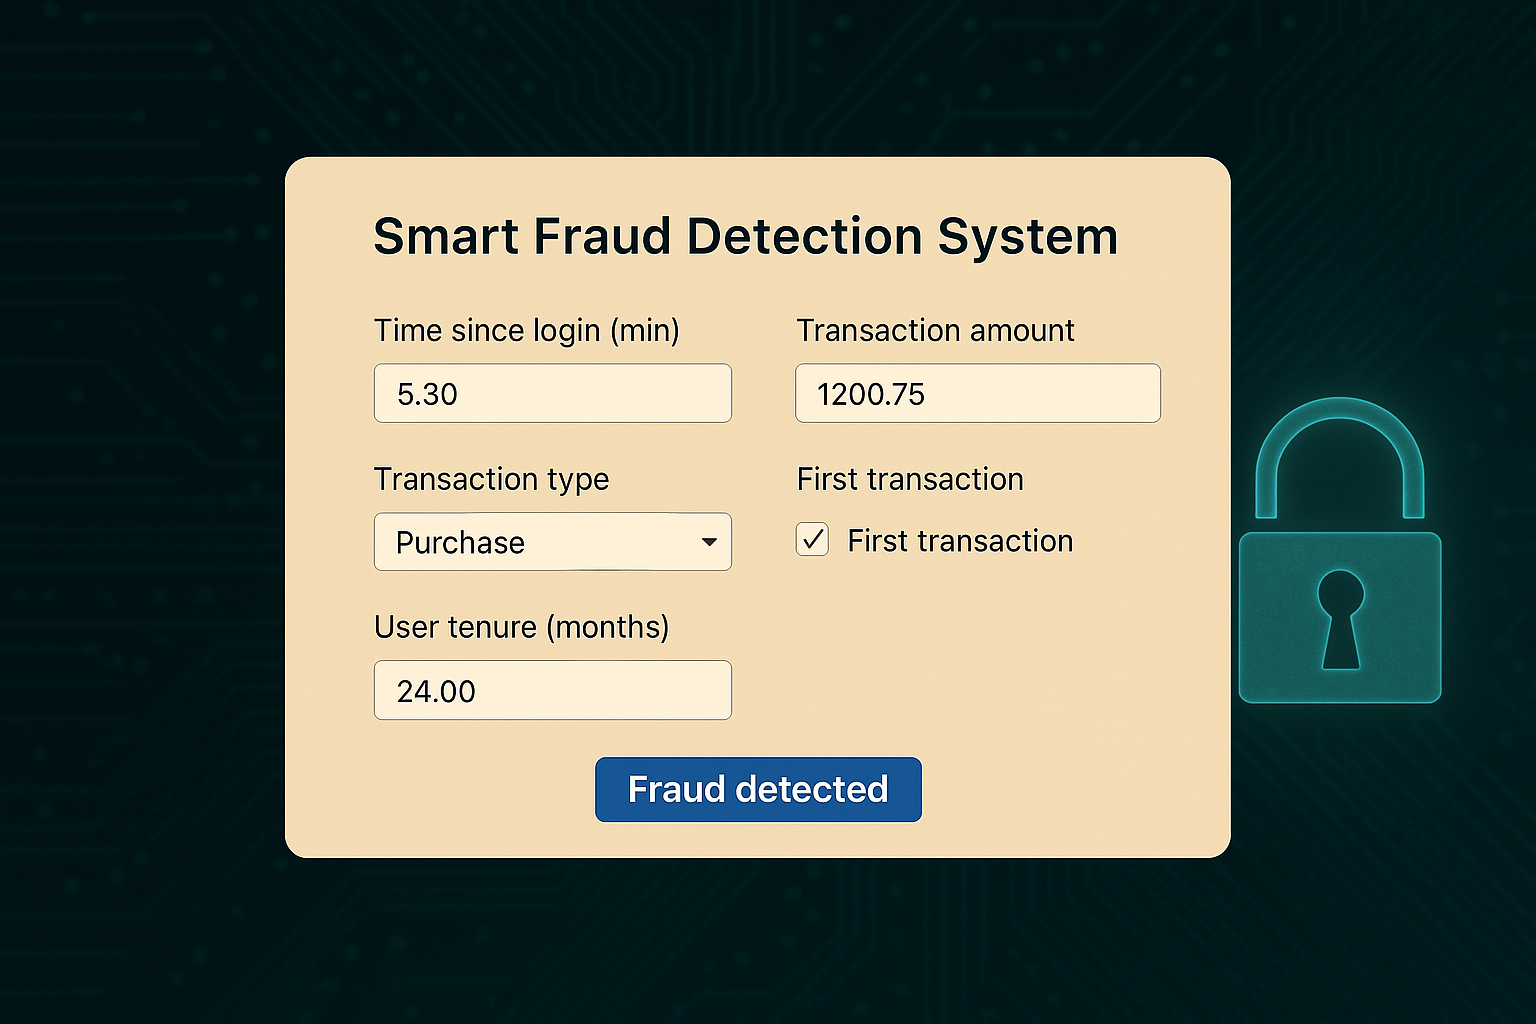 Smart Fraud Detection System
Time since login (min)
5.30
Transaction amount
1200.75
Transaction type
Purchase
First transaction
First transaction
User tenure (months)
24.00
Fraud detected